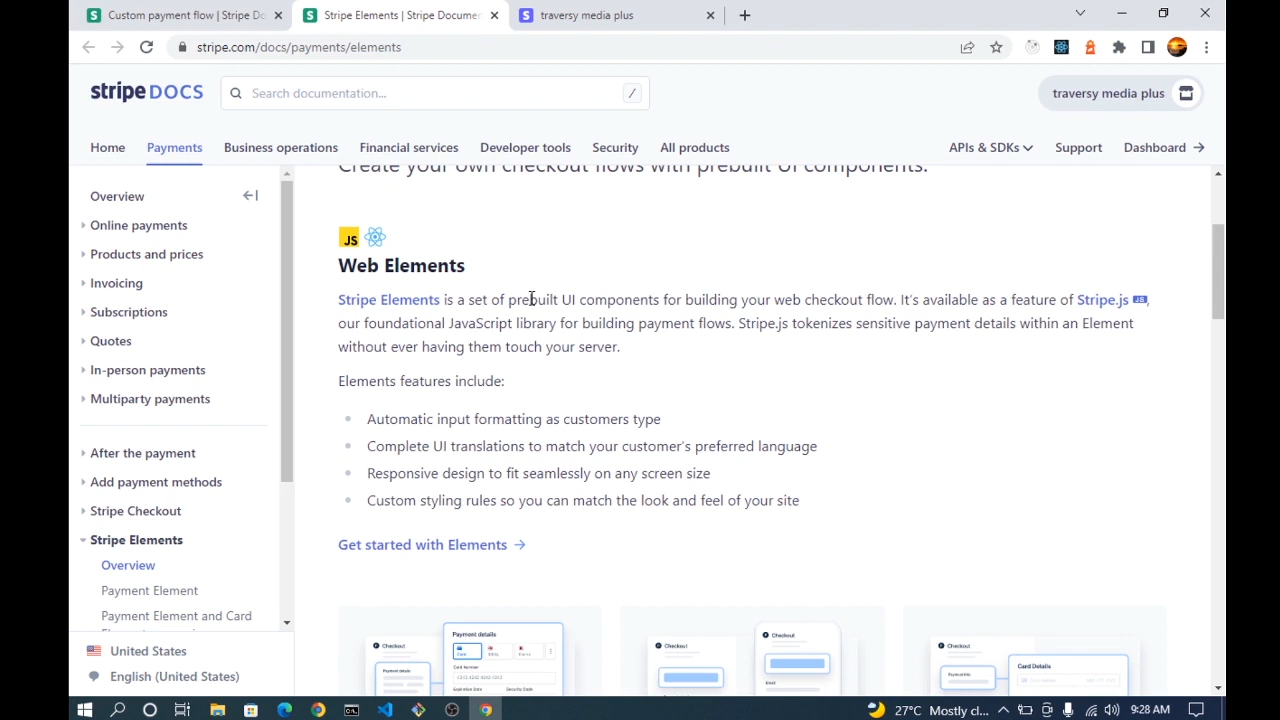 Custom payment flow | Stripe Do
Stripe Elements | Stripe Documen
traversy media plus
stripe.com/docs/payments/elements
stripe DOCS
Search documentation...
/
traversy media plus
Home
Payments
Business operations
Financial services
Developer tools
Security
All products
APIs & SDKs
Support
Dashboard
Overview
Online payments
Products and prices
Invoicing
Subscriptions
Quotes
In-person payments
Multiparty payments
After the payment
Add payment methods
Stripe Checkout
Stripe Elements
Overview
Payment Element
Payment Element and Card
United States
English (United States)
Create your own checkout flows with prebuilt UI components.
JS
Web Elements
Stripe Elements is a set of prebuilt UI components for building your web checkout flow. It's available as a feature of Stripe.js JS,
our foundational JavaScript library for building payment flows. Stripe.js tokenizes sensitive payment details within an Element
without ever having them touch your server.
Elements features include:
Automatic input formatting as customers type
Complete UI translations to match your customer's preferred language
Responsive design to fit seamlessly on any screen size
Custom styling rules so you can match the look and feel of your site
Get started with Elements
Checkout
Payment details
Card Number
Checkout
Checkout
Email
Checkout
Card Details
27°C Mostly cl...
9:28 AM